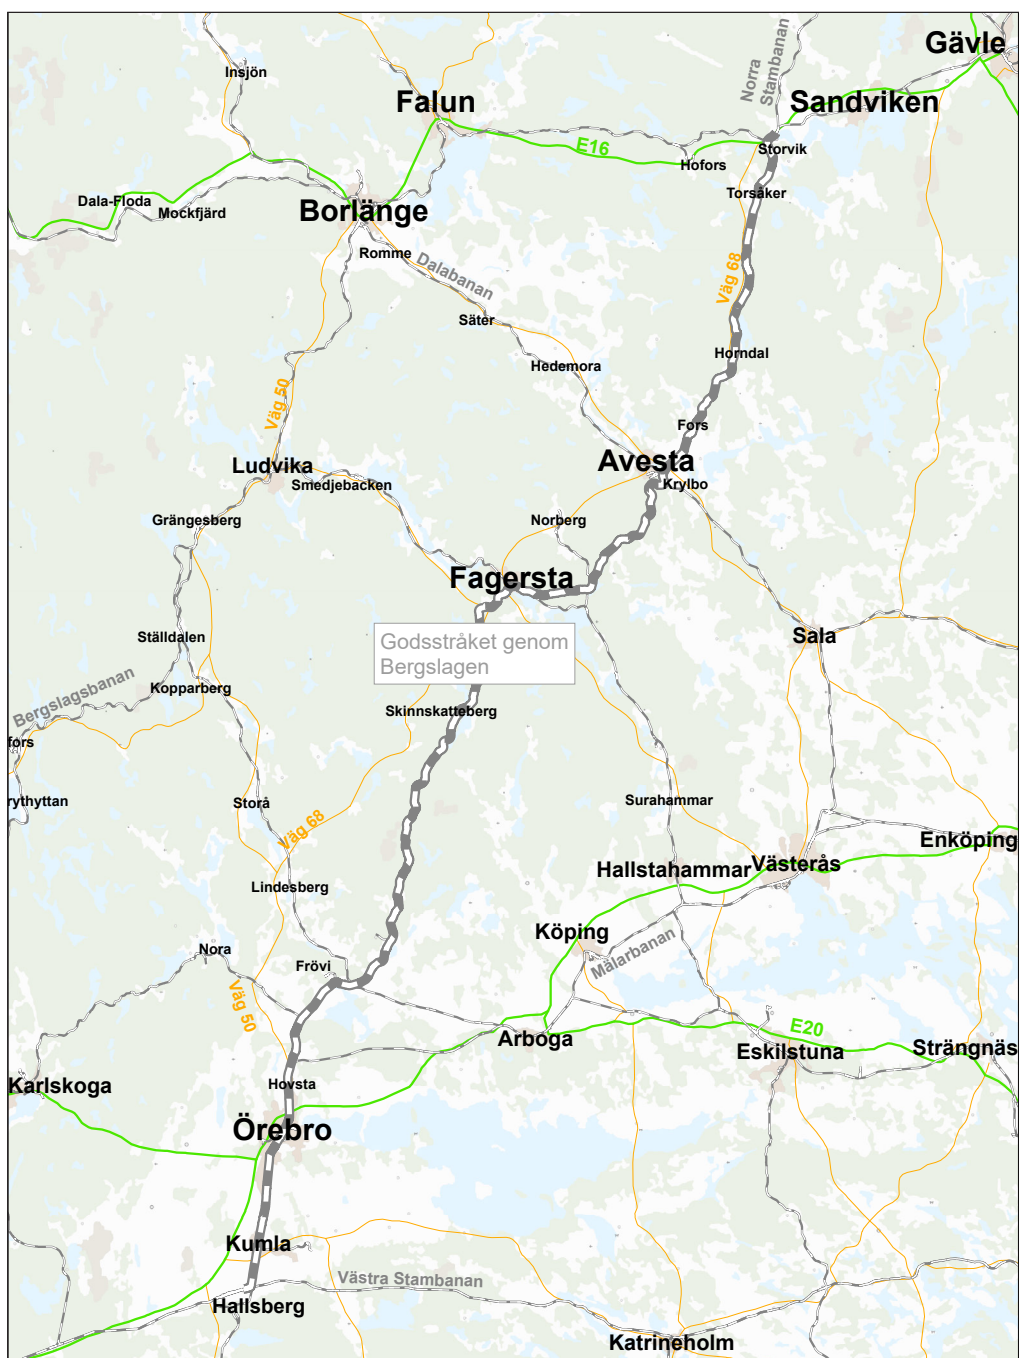 Gävle
Insjön
Norra
Stambanan
Falun
Sandviken
E16
Storvik
Hofors
Torsåker
Dala-Floda
Mockfjärd
Borlänge
Romme
Dalabanan
Väg 68
Säter
Horndal
Hedemora
Väg 50
Fors
Avesta
Ludvika
Smedjebacken
Krylbo
Grängesberg
Norberg
Fagersta
Ställdalen
Sala
Godsstråket genom
Bergslagen
Bergslagsbanan
Kopparberg
Skinnskatteberg
fors
rythyttan
Storå
Surahammar
Väg 68
Enköping
Hallstahammar
Västerås
Lindesberg
Köping
Nora
Mälarbanan
Frövi
Väg 50
E20
Arboga
Eskilstuna
Strängnäs
Karlskoga
Hovsta
Örebro
Kumla
Västra Stambanan
Hallsberg
Katrineholm